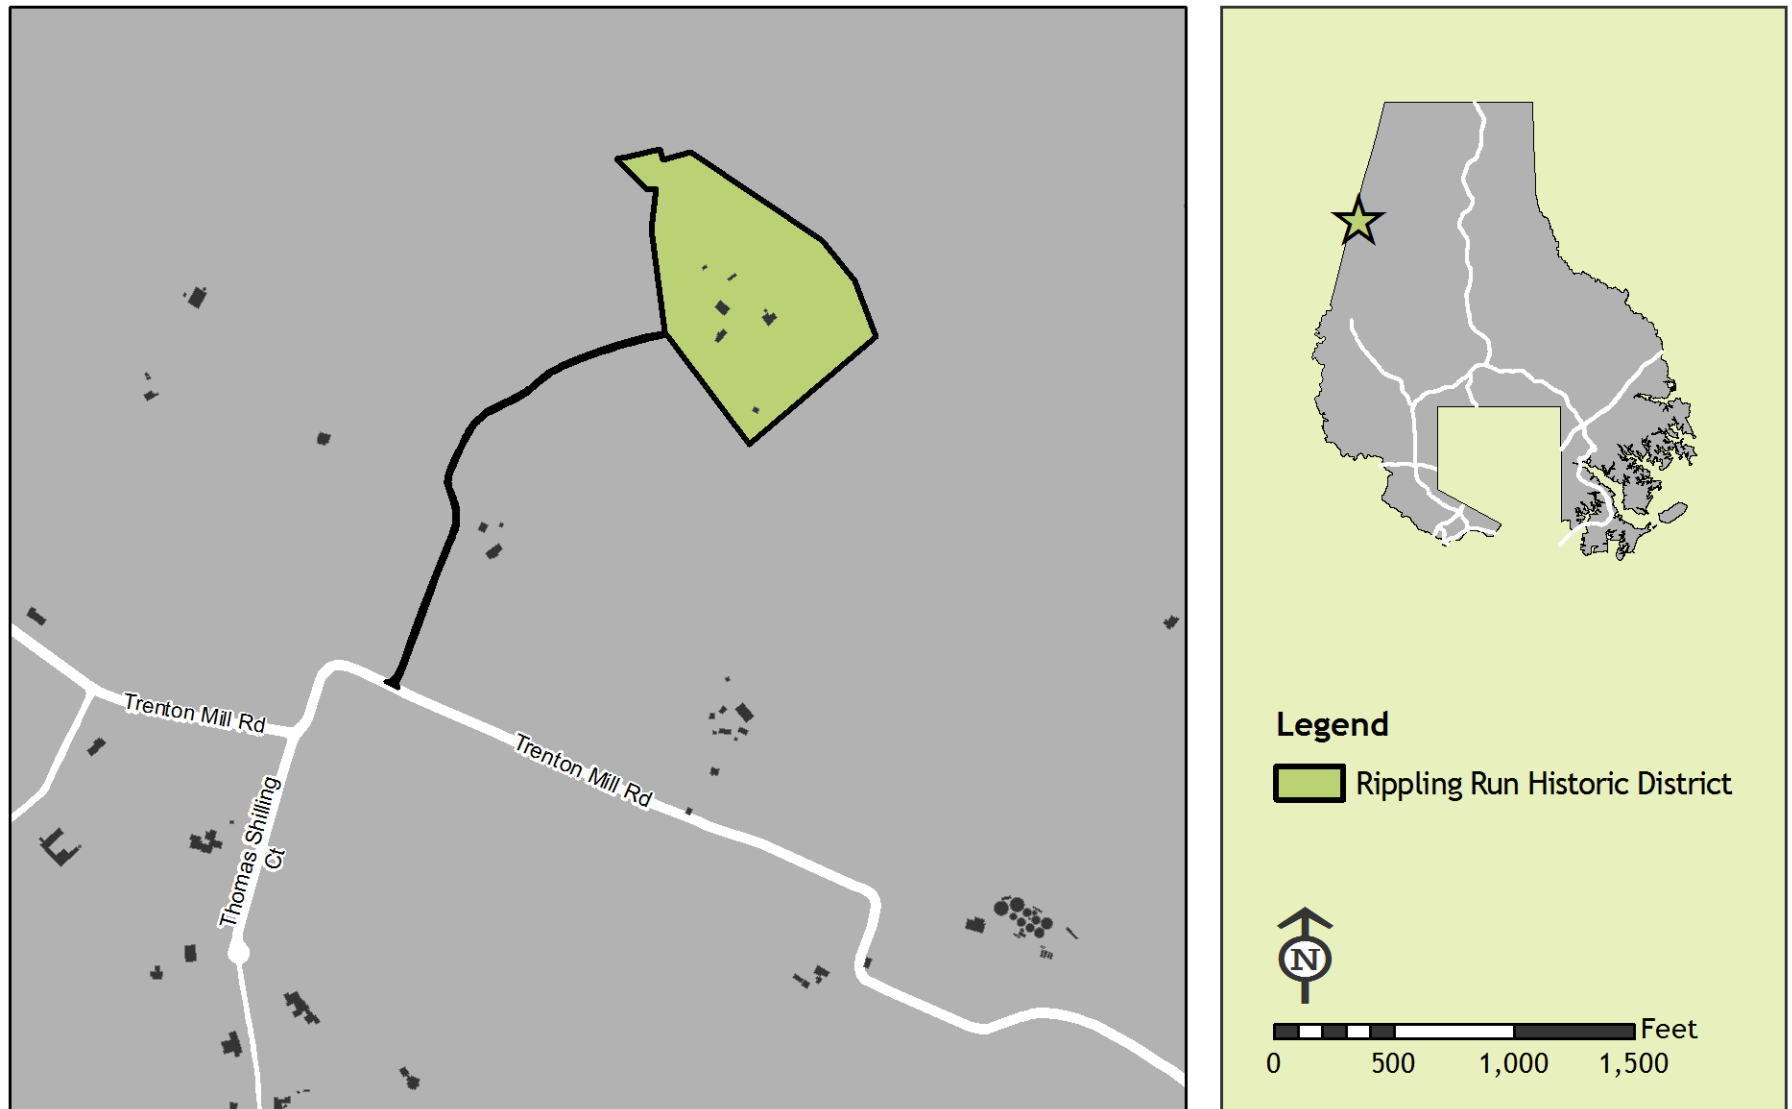 Trenton Mill Rd
Trenton Mill Rd
Thomas Shilling
Ct
Legend
Rippling Run Historic District
N
Feet
0 500 1,000 1,500